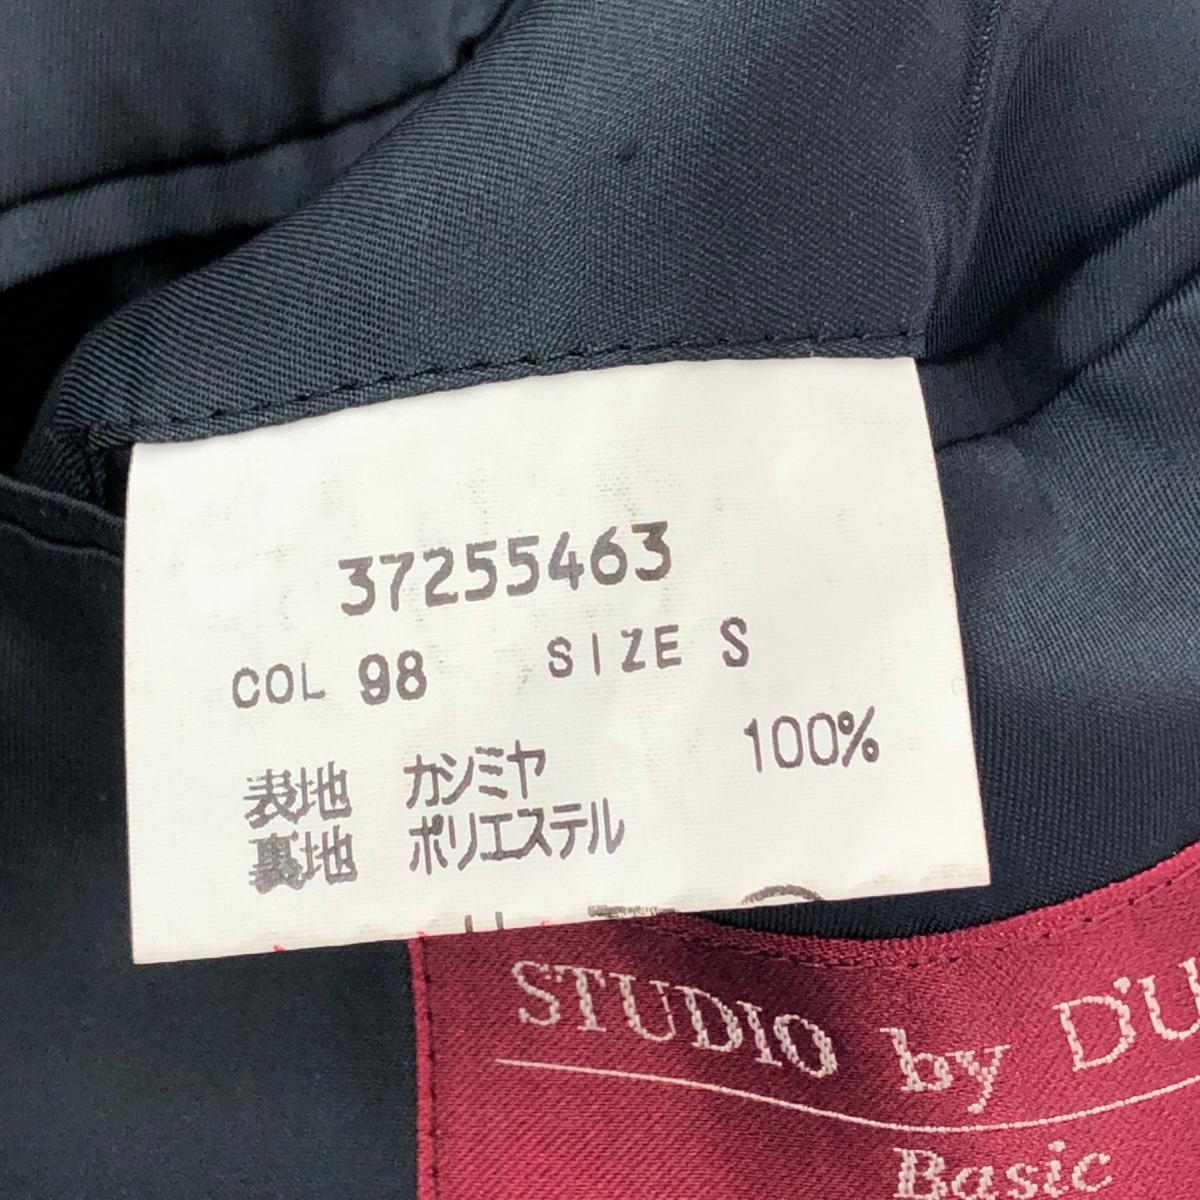 37255463
COL 98 SIZE S
表地 カシミヤ 100%
裏地 ポリエステル
STUDIO by D'U
Basic